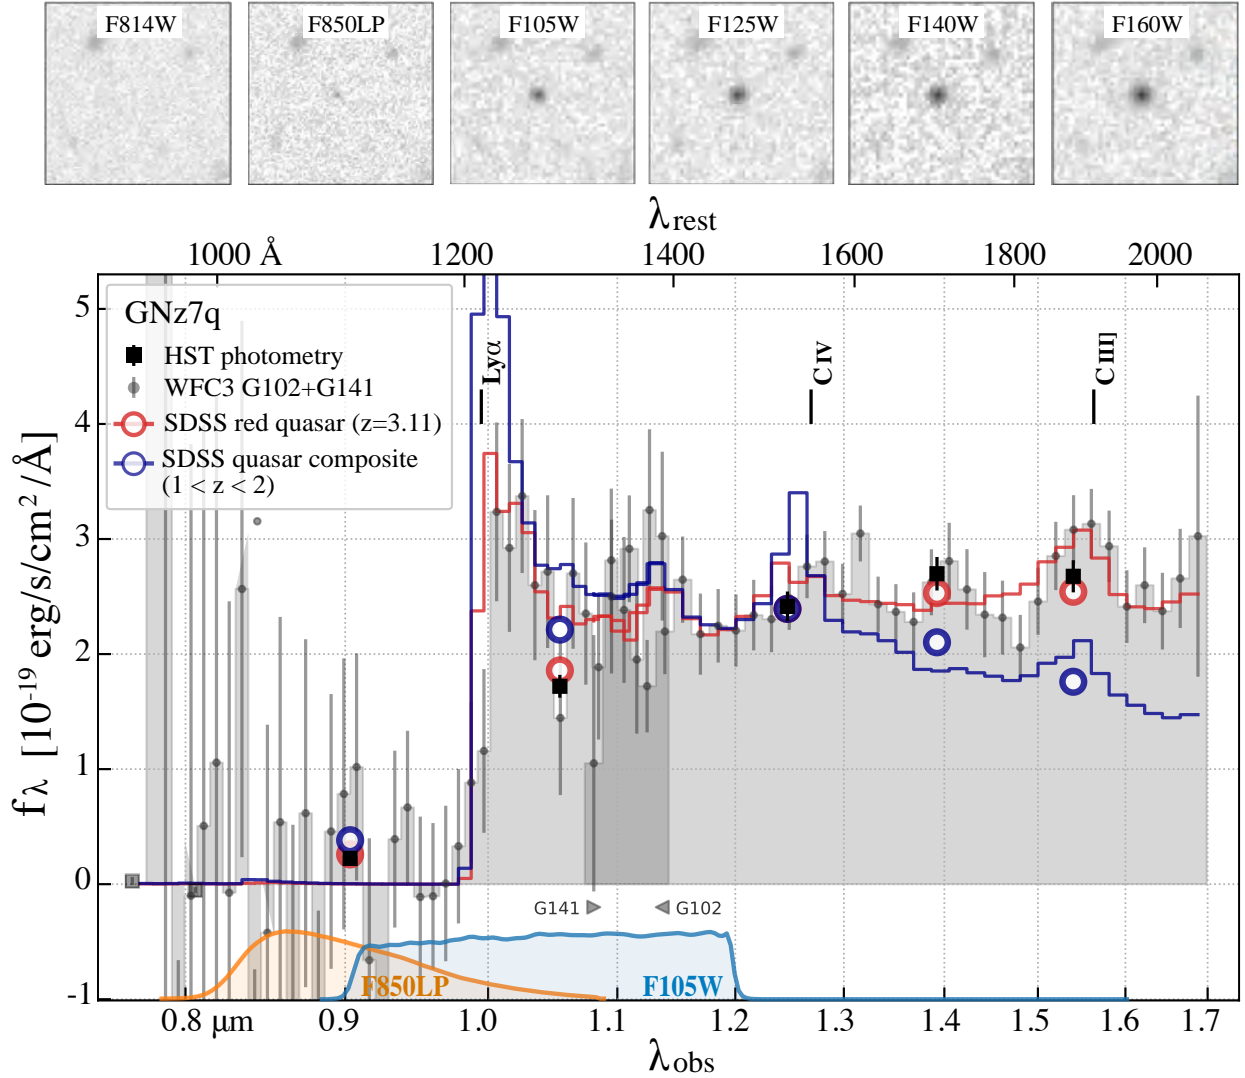 F814W F850LP F105W F125W F140W F160W
λrest
1000 Å 1200 1400 1600 1800 2000
GNz7q
HST photometry
WFC3 G102+G141
SDSS red quasar (z=3.11)
SDSS quasar composite
(1 < z < 2)
Lyα
CIV
CIII]
5
4
3
2
1
0
-1
fλ [10⁻¹⁹ erg/s/cm² /Å]
G141 G102
F850LP F105W
0.8 μm 0.9 1.0 1.1 1.2 1.3 1.4 1.5 1.6 1.7
λobs